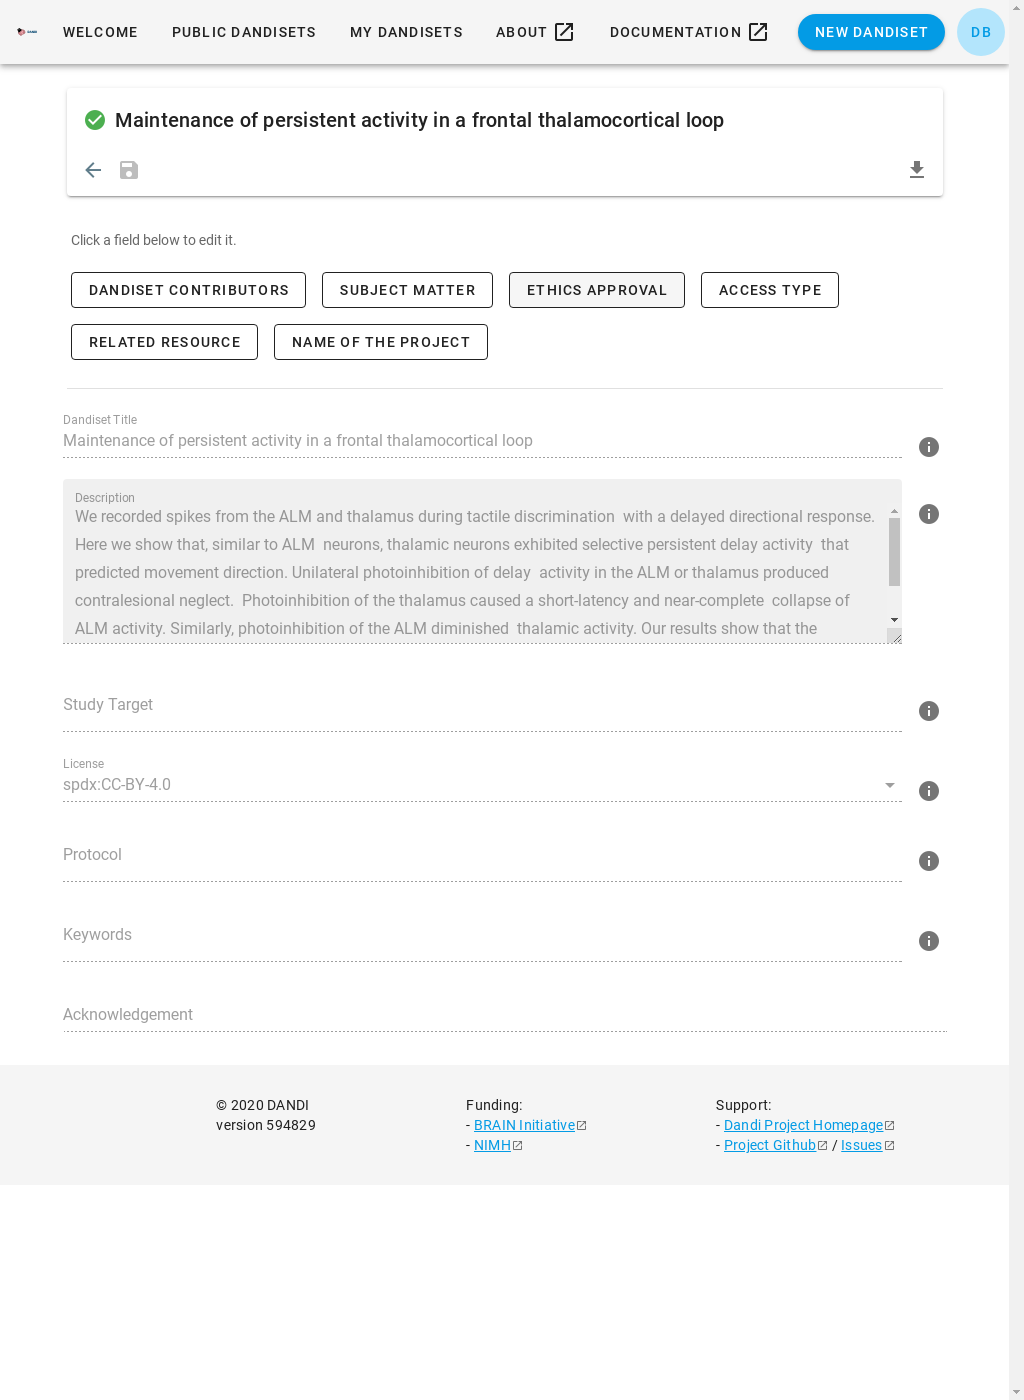 WELCOME PUBLIC DANDISETS MY DANDISETS ABOUT DOCUMENTATION NEW DANDISET DB
Maintenance of persistent activity in a frontal thalamocortical loop
Click a field below to edit it.
DANDISET CONTRIBUTORS SUBJECT MATTER ETHICS APPROVAL ACCESS TYPE
RELATED RESOURCE NAME OF THE PROJECT
Dandiset Title
Maintenance of persistent activity in a frontal thalamocortical loop
Description
We recorded spikes from the ALM and thalamus during tactile discrimination  with a delayed directional response.
Here we show that, similar to ALM  neurons, thalamic neurons exhibited selective persistent delay activity  that
predicted movement direction. Unilateral photoinhibition of delay  activity in the ALM or thalamus produced
contralesional neglect.  Photoinhibition of the thalamus caused a short-latency and near-complete  collapse of
ALM activity. Similarly, photoinhibition of the ALM diminished  thalamic activity. Our results show that the
Study Target
License
spdx:CC-BY-4.0
Protocol
Keywords
Acknowledgement
© 2020 DANDI
version 594829
Funding:
- BRAIN Initiative
- NIMH
Support:
- Dandi Project Homepage
- Project Github / Issues